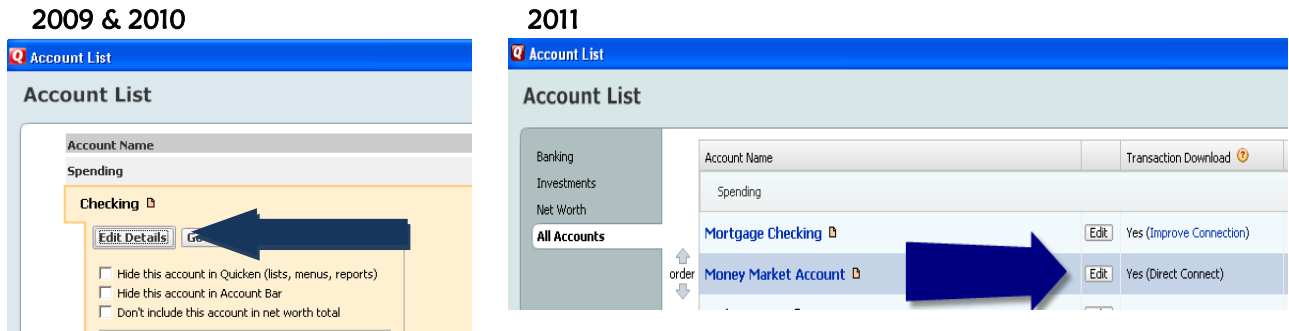 2009 & 2010
Account List
Account List
Account Name
Spending
Checking
Edit Details
Hide this account in Quicken (lists, menus, reports)
Hide this account in Account Bar
Don't include this account in net worth total
2011
Account List
Account List
Banking
Investments
Net Worth
All Accounts
order
Account Name Transaction Download ?
Spending
Mortgage Checking Edit Yes (Improve Connection)
Money Market Account Edit Yes (Direct Connect)